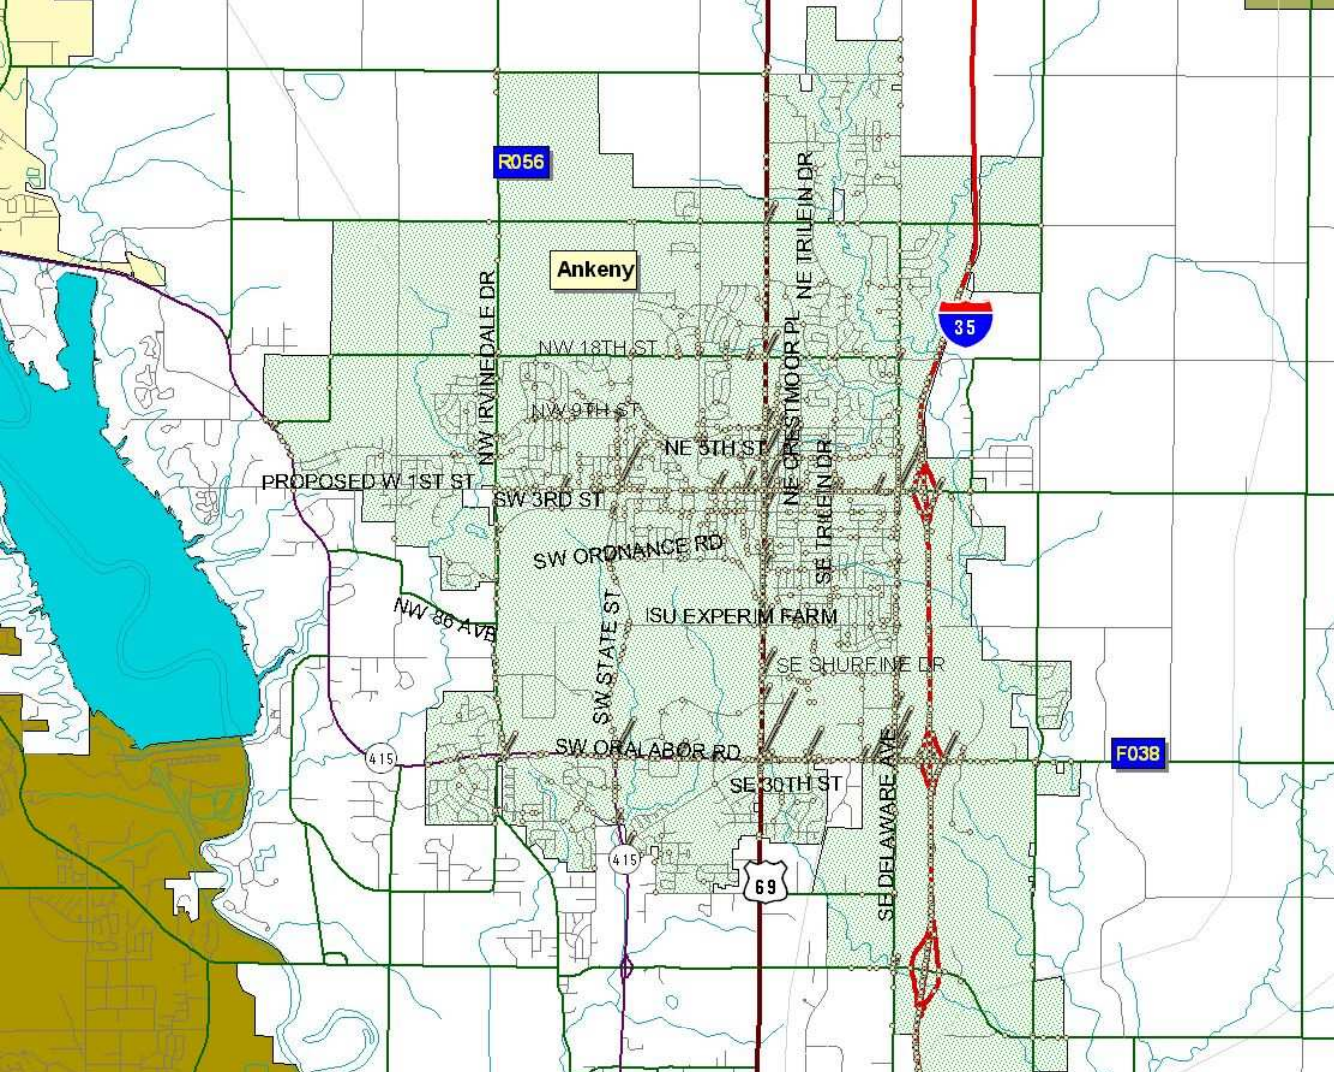 R056
NE TRILEIN DR
Ankeny
NW IRVINEDALE DR
35
NE CRESTMOOR PL
NW 18TH ST
NW 9TH ST
NE 5TH ST
PROPOSED W 1ST ST
SW 3RD ST
SE TRILEIN DR
SW ORDNANCE RD
NW 86 AVE
SW STATE ST
ISU EXPERIM FARM
SE SHURFINE DR
SW ORALABOR RD
F038
415
SE 30TH ST
SE DELAWARE AVE
415
69